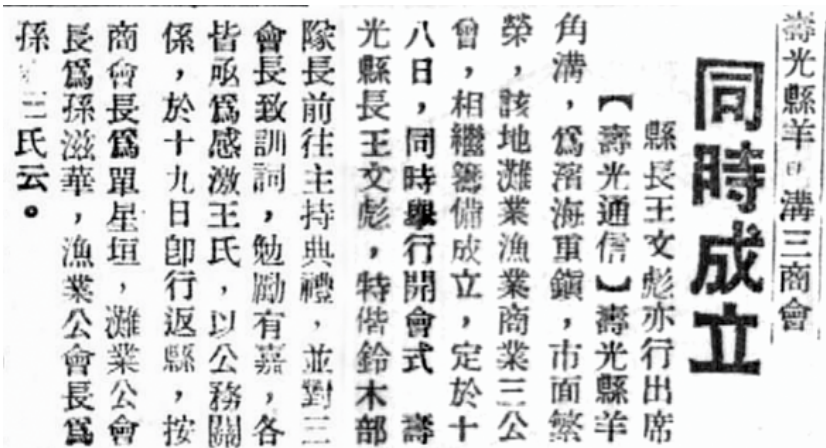 壽光縣羊 溝三商會
同時成立
縣長王文彪亦行出席
【壽光通信】壽光縣羊
角溝，爲濱海重鎭，市面繁
榮，該地灘業漁業商業三公
會，相繼籌備成立，定於十
八日，同時舉行開會式 壽
光縣長王文彪，特偕鈴木部
隊長前往主持典禮，並對三
會長致訓詞，勉勵有嘉，各
皆亟爲感激王氏，以公務關
係，於十九日卽行返縣，按
商會長爲單星垣，灘業公會
長爲孫滋華，漁業公會長爲
孫 三氏云。